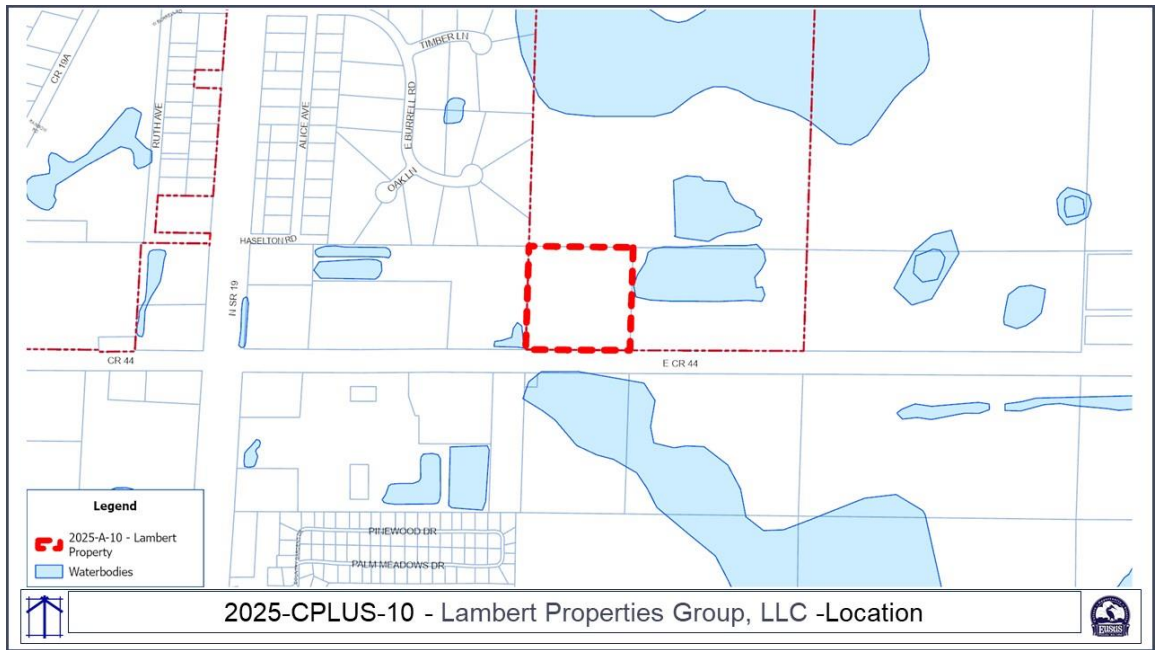 TIMBER LN
CR 19A
RUTH AVE
ALICE AVE
E BURRELL RD
OAK LN
HASELTON RD
N SR 19
CR 44
E CR 44
PINEWOOD DR
PALM MEADOWS DR
Legend
2025-A-10 - Lambert
Property
Waterbodies
2025-CPLUS-10 - Lambert Properties Group, LLC -Location
EUSTIS